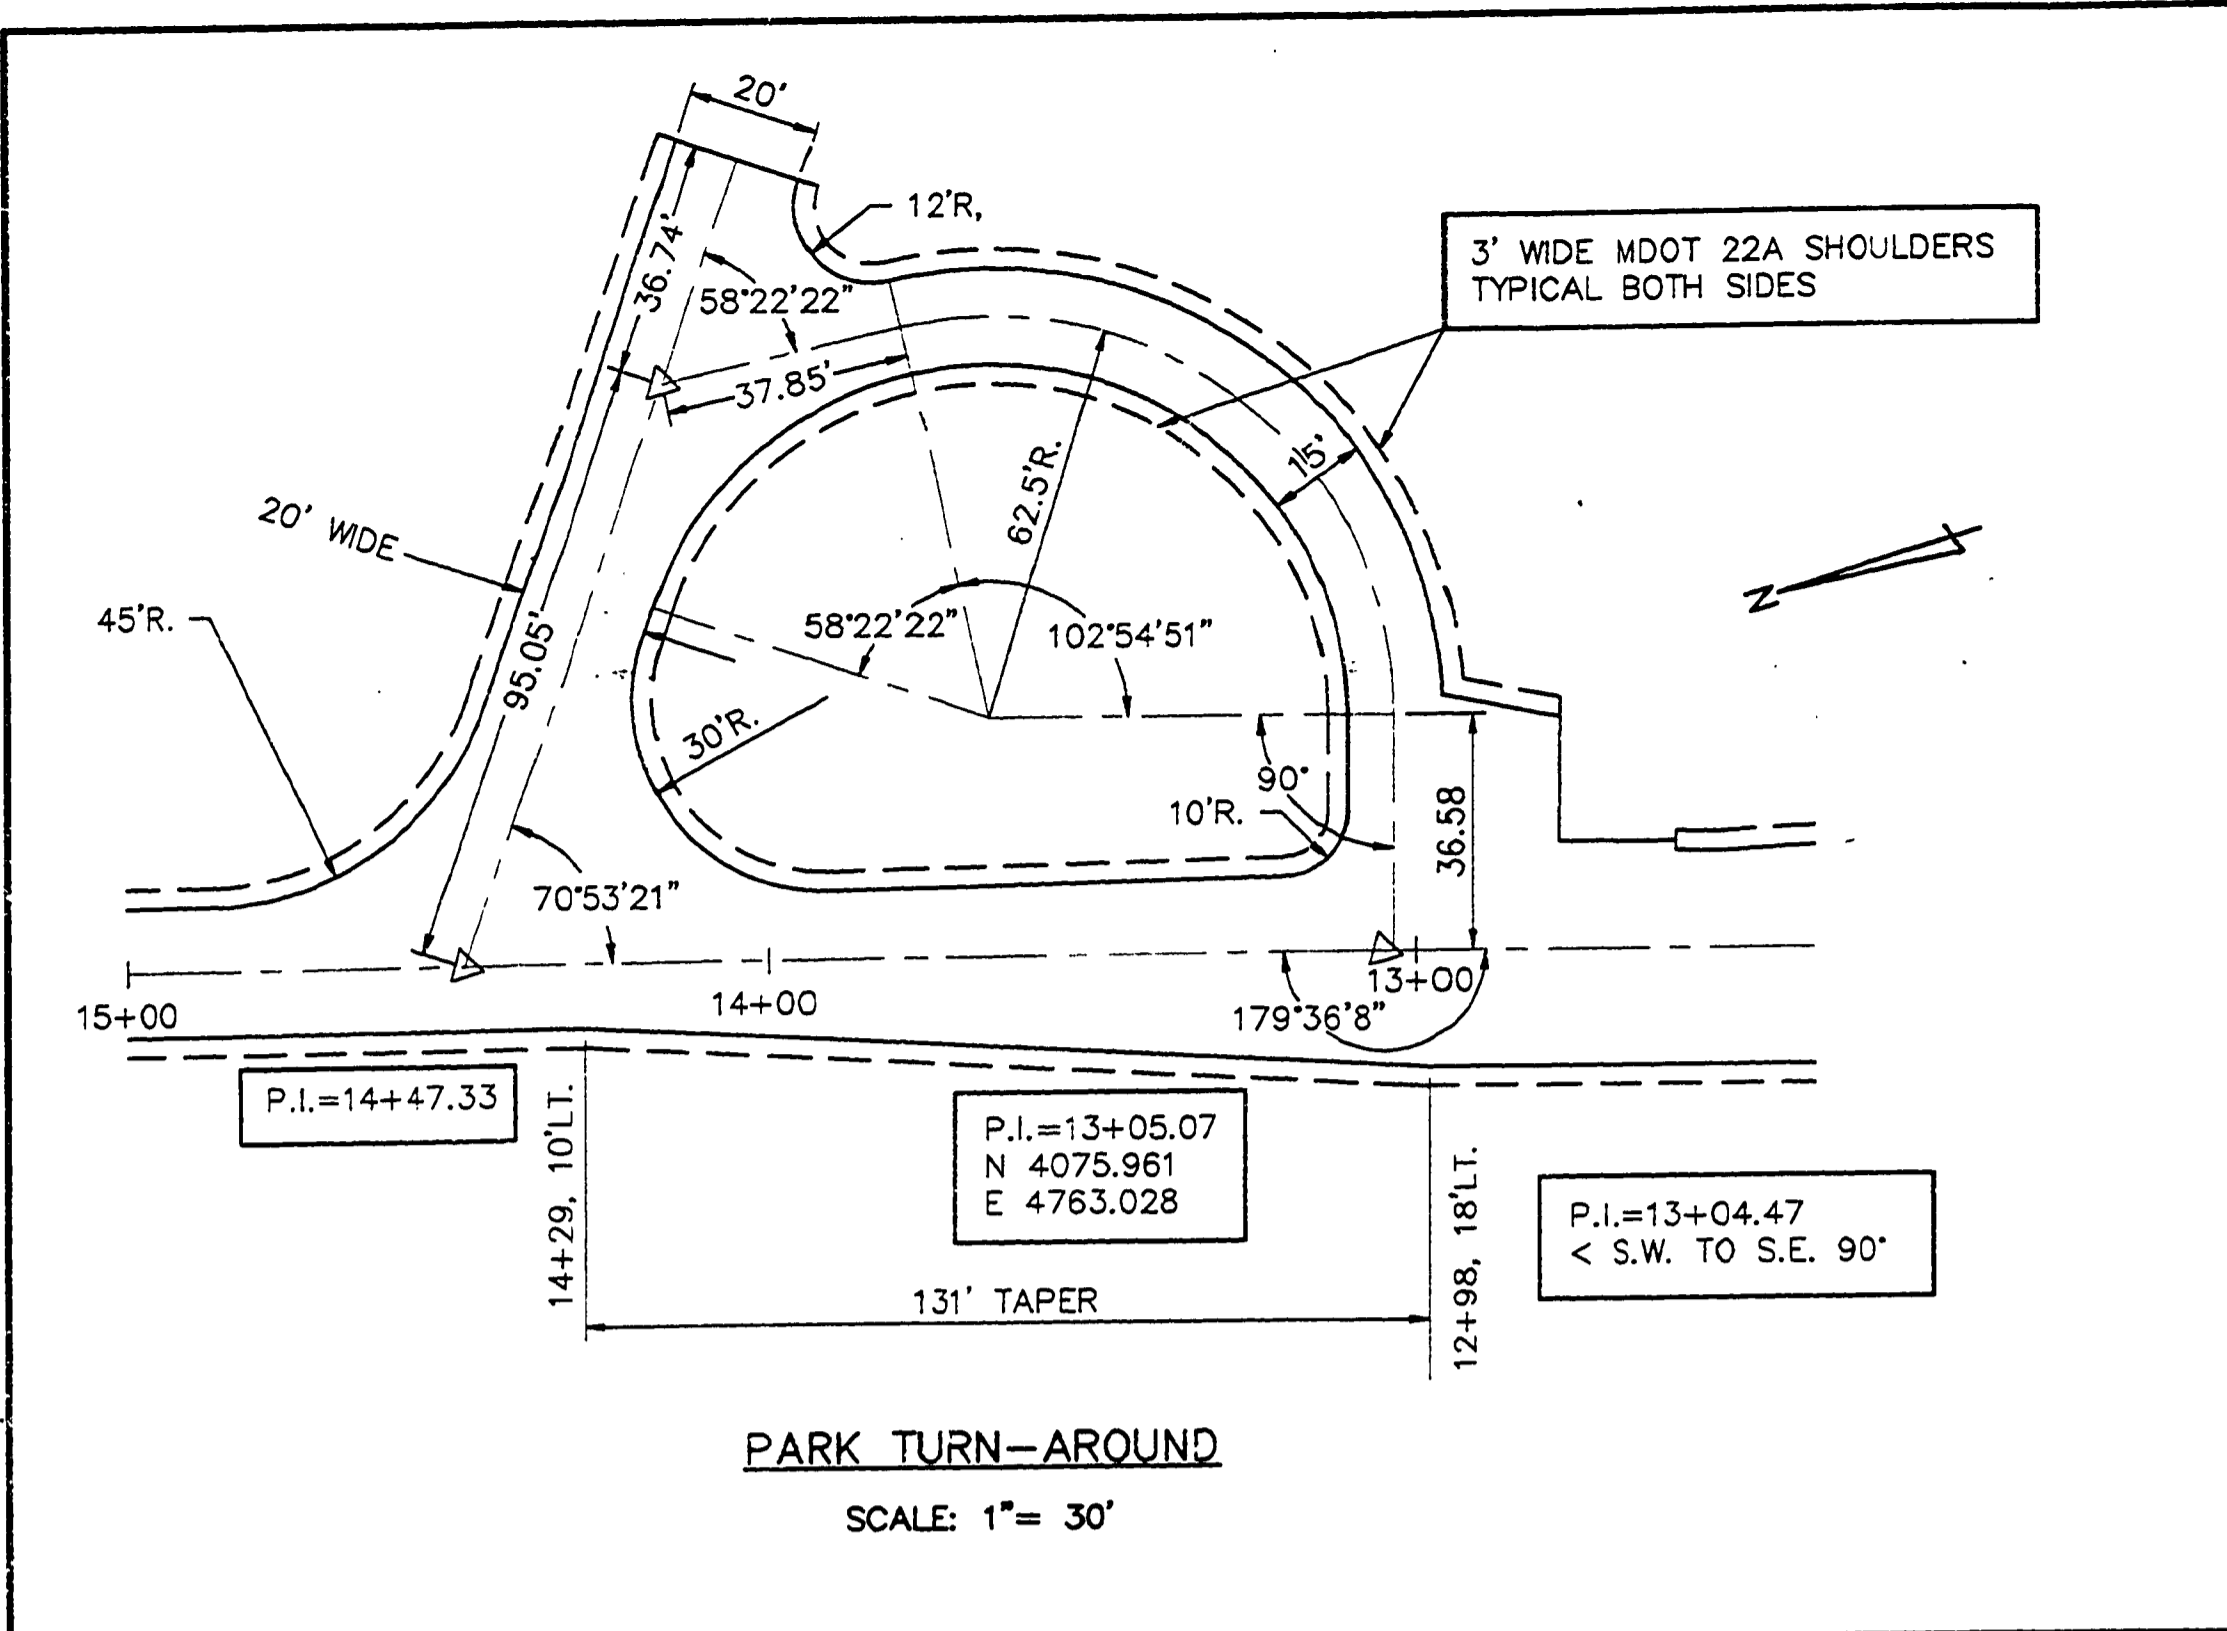 20'
12'R,
3' WIDE MDOT 22A SHOULDERS
TYPICAL BOTH SIDES
36.74'
58°22'22"
37.85'
62.5'R.
15'
20' WIDE
45'R.
95.05'
58°22'22"
102°54'51"
30'R.
90°
10'R.
36.58
70°53'21"
N
15+00
14+00
13+00
179°36'8"
P.I.=14+47.33
14+29, 10'LT.
P.I.=13+05.07
N 4075.961
E 4763.028
12+98, 18'LT.
P.I.=13+04.47
< S.W. TO S.E. 90°
131' TAPER
PARK TURN-AROUND
SCALE: 1"= 30'